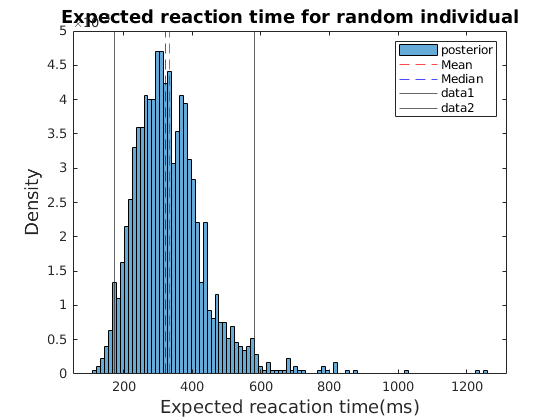 Expected reaction time for random individual
5
4.5
4
3.5
3
2.5
2
1.5
1
0.5
0
Density
posterior
Mean
Median
data1
data2
200 400 600 800 1000 1200
Expected reacation time(ms)